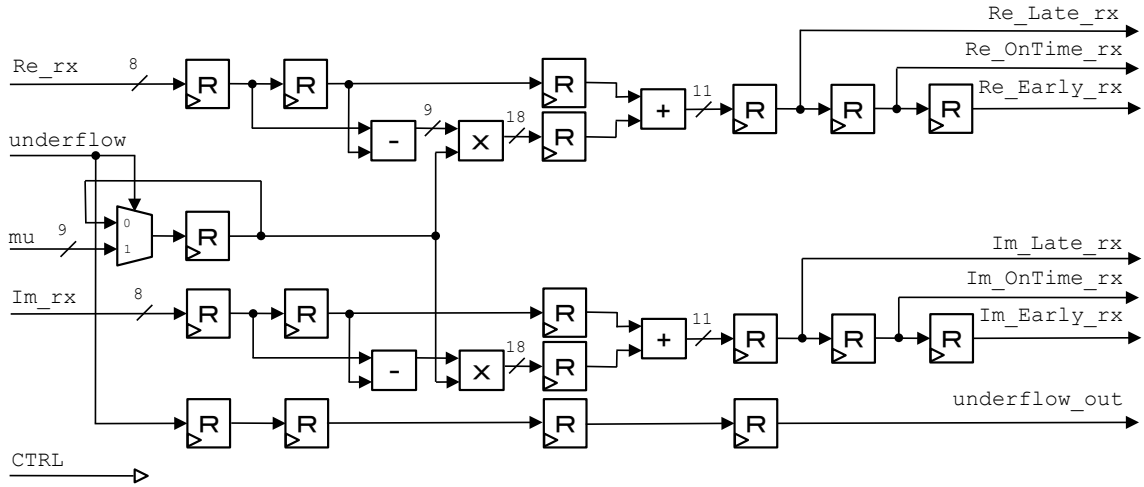 Re_Late_rx
Re_OnTime_rx
Re_rx 8 R R R 11 R R R Re_Early_rx
9 18 +
underflow - X R
0
mu 9 1 R
Im_Late_rx
Im_rx 8 R R R 11 Im_OnTime_rx
+ R R R Im_Early_rx
18
- X R
R R R R underflow_out
CTRL